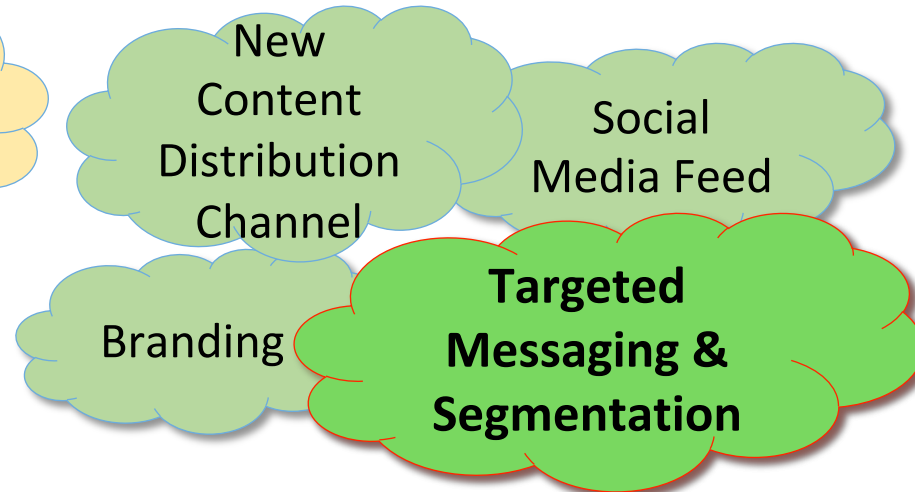 New
Content
Distribution
Channel
Social
Media Feed
Branding
Targeted
Messaging &
Segmentation